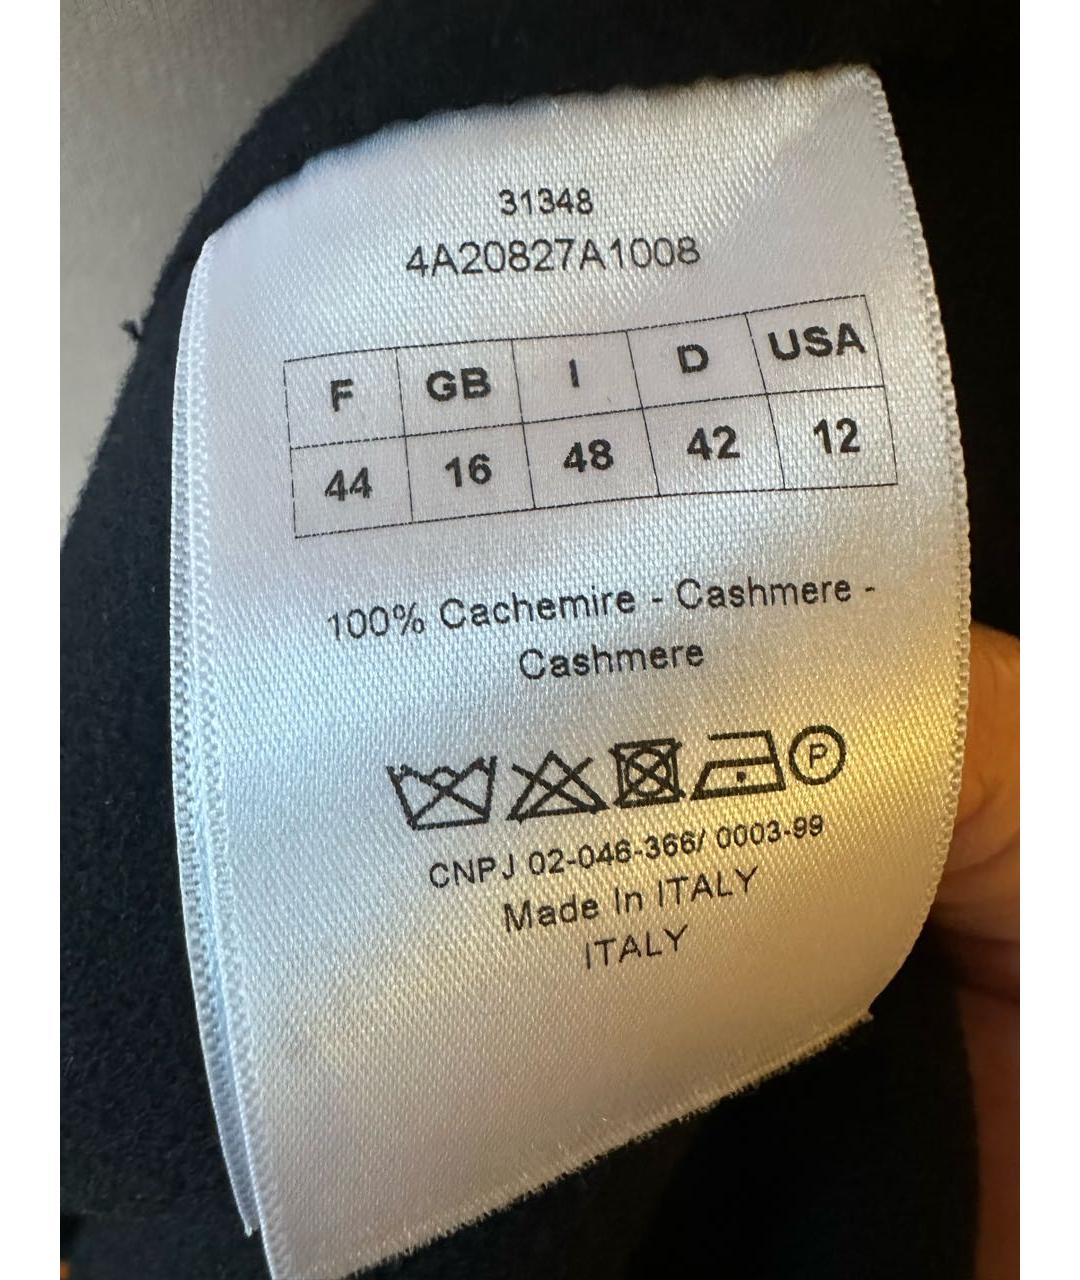 31348
4A20827A1008
F GB I D USA
44 16 48 42 12
100% Cachemire - Cashmere -
Cashmere
P
CNPJ 02-046-366/ 0003-99
Made In ITALY
ITALY